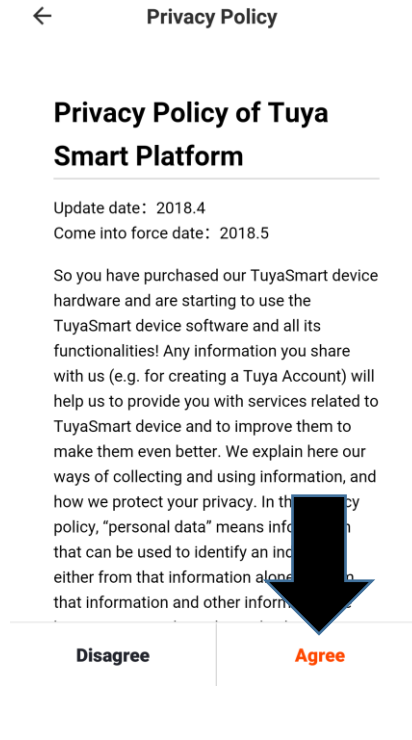 Privacy Policy
Privacy Policy of Tuya
Smart Platform
Update date：2018.4
Come into force date：2018.5
So you have purchased our TuyaSmart device
hardware and are starting to use the
TuyaSmart device software and all its
functionalities! Any information you share
with us (e.g. for creating a Tuya Account) will
help us to provide you with services related to
TuyaSmart device and to improve them to
make them even better. We explain here our
ways of collecting and using information, and
how we protect your privacy. In
policy, “personal data” means
that can be used to identify an
either from that information alone
that information and other
Disagree
Agree